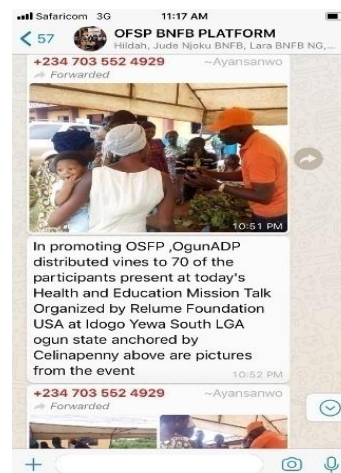 Safaricom 3G 11:17 AM
57 OFSP BNFB PLATFORM
Hildah, Jude Njoku BNFB, Lara BNFB NG,...
+234 703 552 4929 ~Ayansanwo
Forwarded
10:51 PM
In promoting OSFP ,OgunADP
distributed vines to 70 of the
participants present at today's
Health and Education Mission Talk
Organized by Relume Foundation
USA at Idogo Yewa South LGA
ogun state anchored by
Celinapenny above are pictures
from the event
10:52 PM
+234 703 552 4929 ~Ayansanwo
Forwarded